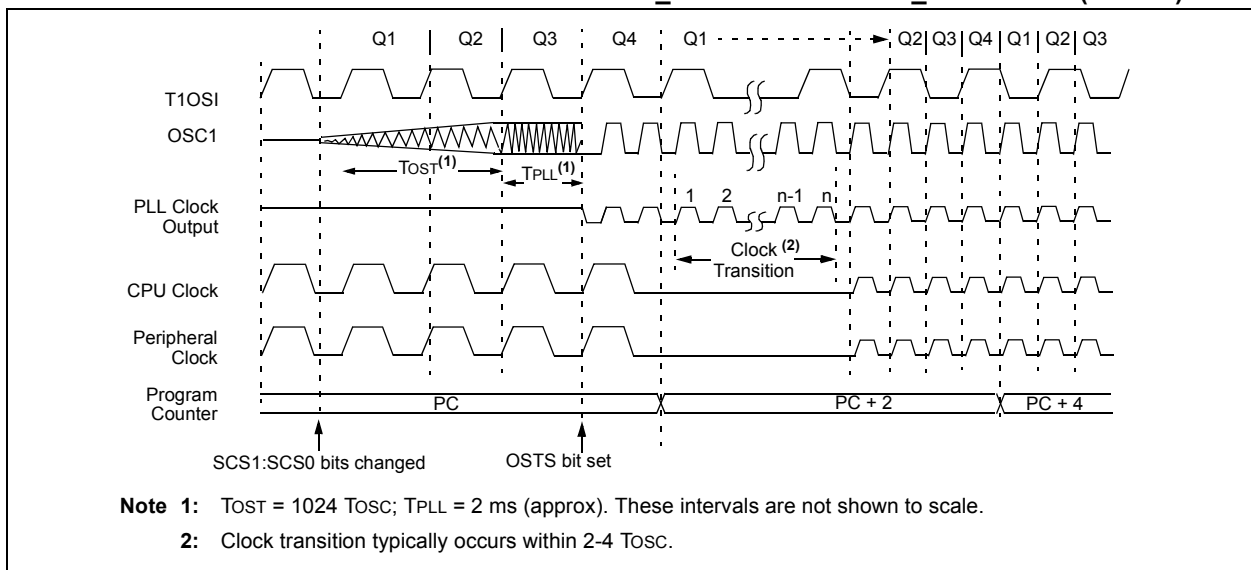 Q1 Q2 Q3 Q4 Q1 Q2 Q3 Q4 Q1 Q2 Q3
T1OSI
OSC1
TOST(1)
TPLL(1)
PLL Clock
Output
1 2 n-1 n
Clock (2)
Transition
CPU Clock
Peripheral
Clock
Program
Counter
PC PC + 2 PC + 4
SCS1:SCS0 bits changed
OSTS bit set
Note 1: TOST = 1024 TOSC; TPLL = 2 ms (approx). These intervals are not shown to scale.
2: Clock transition typically occurs within 2-4 TOSC.